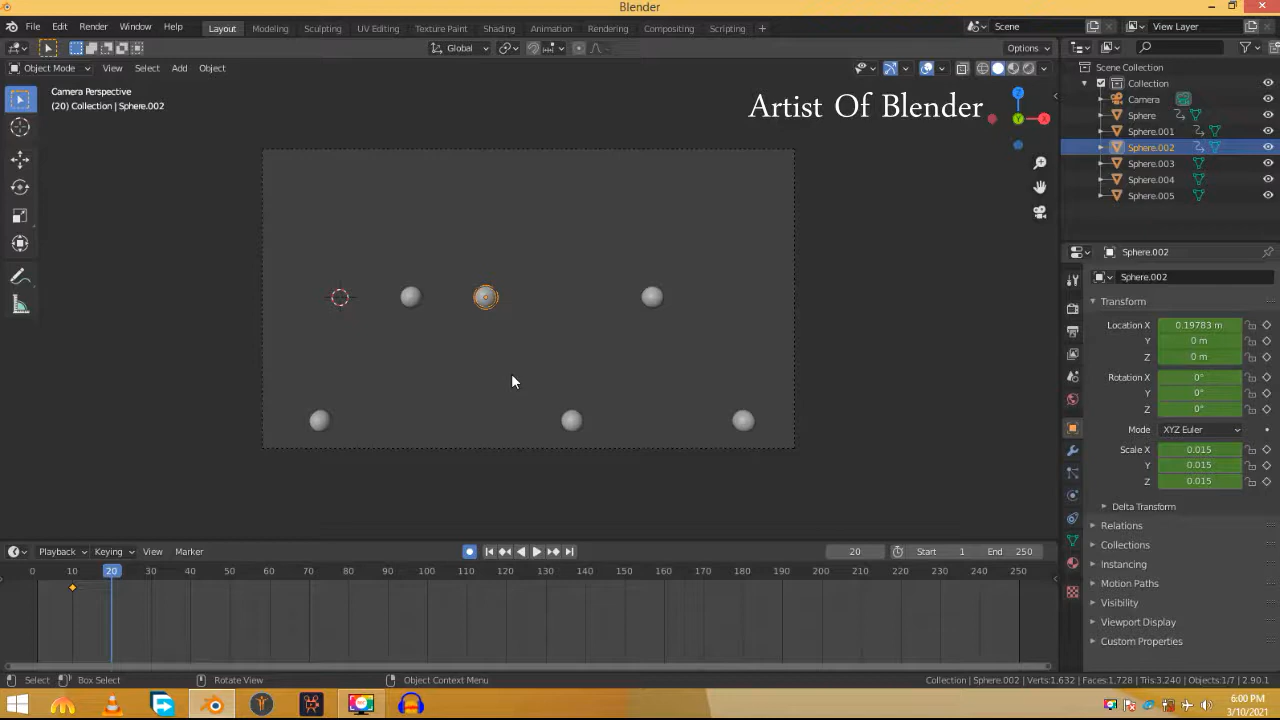 Blender
File Edit Render Window Help
Layout Modeling Sculpting UV Editing Texture Paint Shading Animation Rendering Compositing Scripting +
Scene
View Layer
Global
Options
Object Mode View Select Add Object
Camera Perspective
(20) Collection | Sphere.002
Artist Of Blender
Z
Y
X
Scene Collection
Collection
Camera
Sphere
Sphere.001
Sphere.002
Sphere.003
Sphere.004
Sphere.005
Sphere.002
Sphere.002
Transform
Location X 0.19783 m
Y 0 m
Z 0 m
Rotation X 0°
Y 0°
Z 0°
Mode XYZ Euler
Scale X 0.015
Y 0.015
Z 0.015
Delta Transform
Relations
Collections
Instancing
Motion Paths
Visibility
Viewport Display
Custom Properties
Playback Keying View Marker
20 Start 1 End 250
0 10 20 30 40 50 60 70 80 90 100 110 120 130 140 150 160 170 180 190 200 210 220 230 240 250
Select Box Select Rotate View Object Context Menu
Collection | Sphere.002 | Verts:1,632 | Faces:1,728 | Tris:3,240 | Objects:1/7 | 2.90.1
6:00 PM
3/10/2021